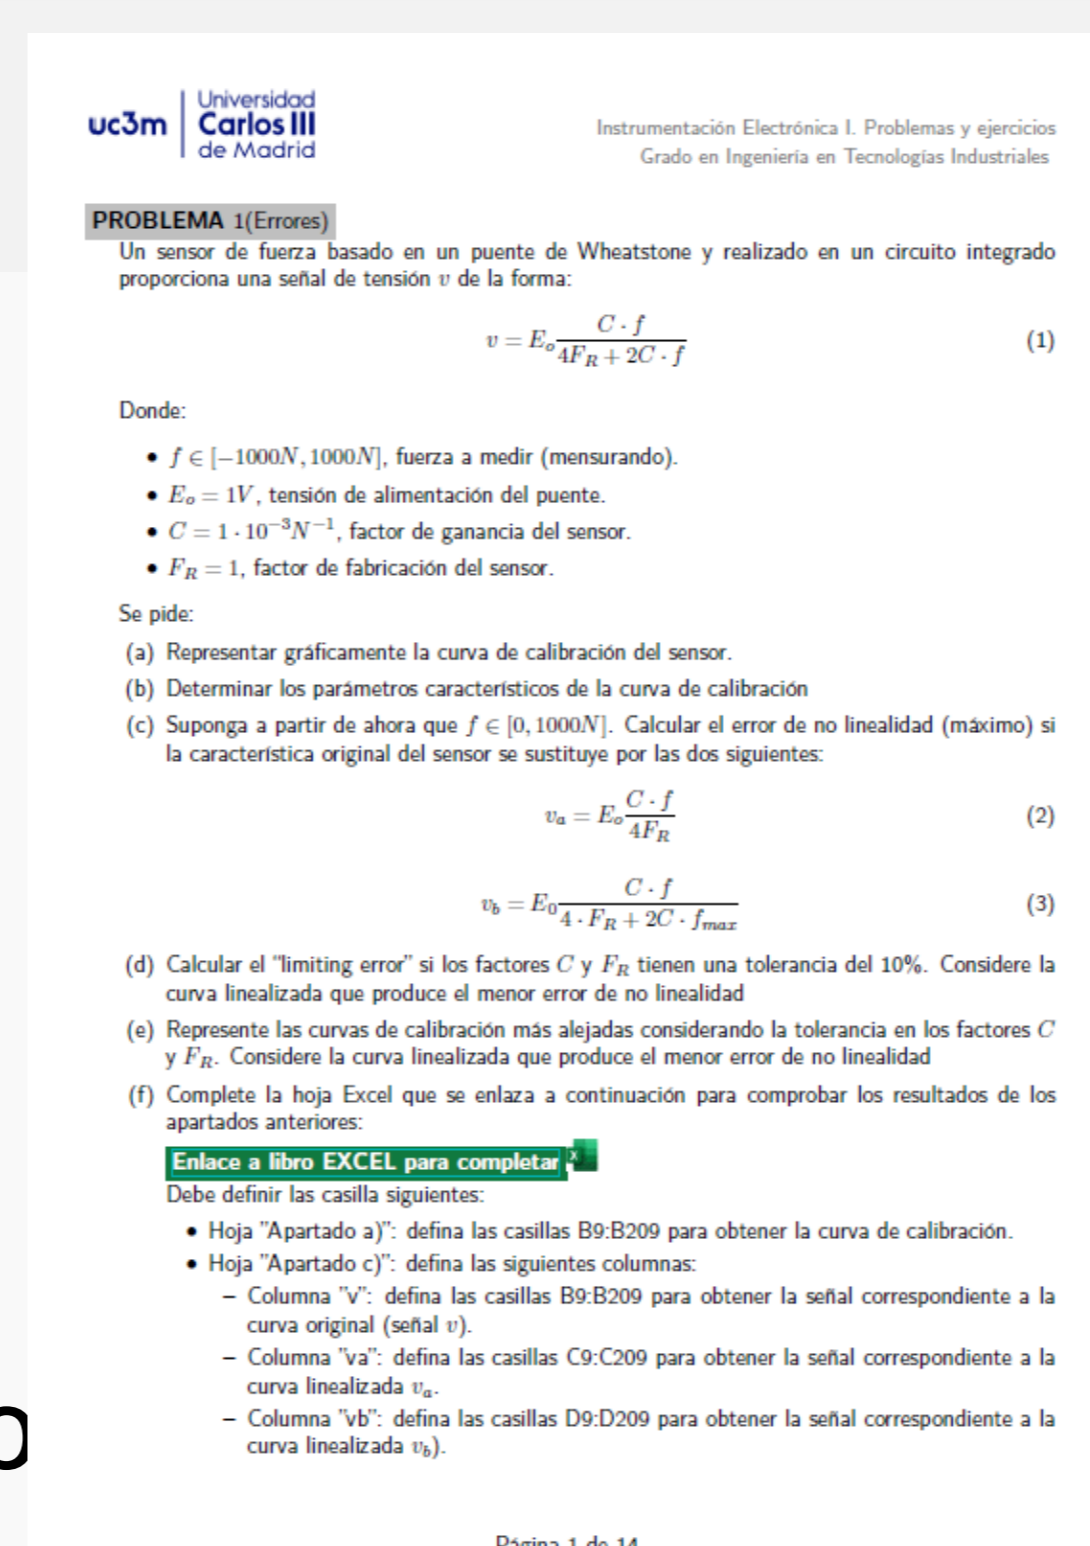 uc3m
Universidad
Carlos III
de Madrid
Instrumentación Electrónica I. Problemas y ejercicios
Grado en Ingeniería en Tecnologías Industriales
PROBLEMA 1(Errores)
Un sensor de fuerza basado en un puente de Wheatstone y realizado en un circuito integrado
proporciona una señal de tensión v de la forma:
v = E_o \frac{C · f}{4F_R + 2C · f} (1)
Donde:
• f ∈ [−1000N, 1000N], fuerza a medir (mensurando).
• E_o = 1V, tensión de alimentación del puente.
• C = 1 · 10^{−3}N^{−1}, factor de ganancia del sensor.
• F_R = 1, factor de fabricación del sensor.
Se pide:
(a) Representar gráficamente la curva de calibración del sensor.
(b) Determinar los parámetros característicos de la curva de calibración
(c) Suponga a partir de ahora que f ∈ [0, 1000N]. Calcular el error de no linealidad (máximo) si
la característica original del sensor se sustituye por las dos siguientes:
v_a = E_o \frac{C · f}{4F_R} (2)
v_b = E_0 \frac{C · f}{4 · F_R + 2C · f_{max}} (3)
(d) Calcular el "limiting error" si los factores C y F_R tienen una tolerancia del 10%. Considere la
curva linealizada que produce el menor error de no linealidad
(e) Represente las curvas de calibración más alejadas considerando la tolerancia en los factores C
y F_R. Considere la curva linealizada que produce el menor error de no linealidad
(f) Complete la hoja Excel que se enlaza a continuación para comprobar los resultados de los
apartados anteriores:
Enlace a libro EXCEL para completar
Debe definir las casilla siguientes:
• Hoja "Apartado a)": defina las casillas B9:B209 para obtener la curva de calibración.
• Hoja "Apartado c)": defina las siguientes columnas:
– Columna "v": defina las casillas B9:B209 para obtener la señal correspondiente a la
curva original (señal v).
– Columna "va": defina las casillas C9:C209 para obtener la señal correspondiente a la
curva linealizada v_a.
– Columna "vb": defina las casillas D9:D209 para obtener la señal correspondiente a la
curva linealizada v_b).
Página 1 de 14